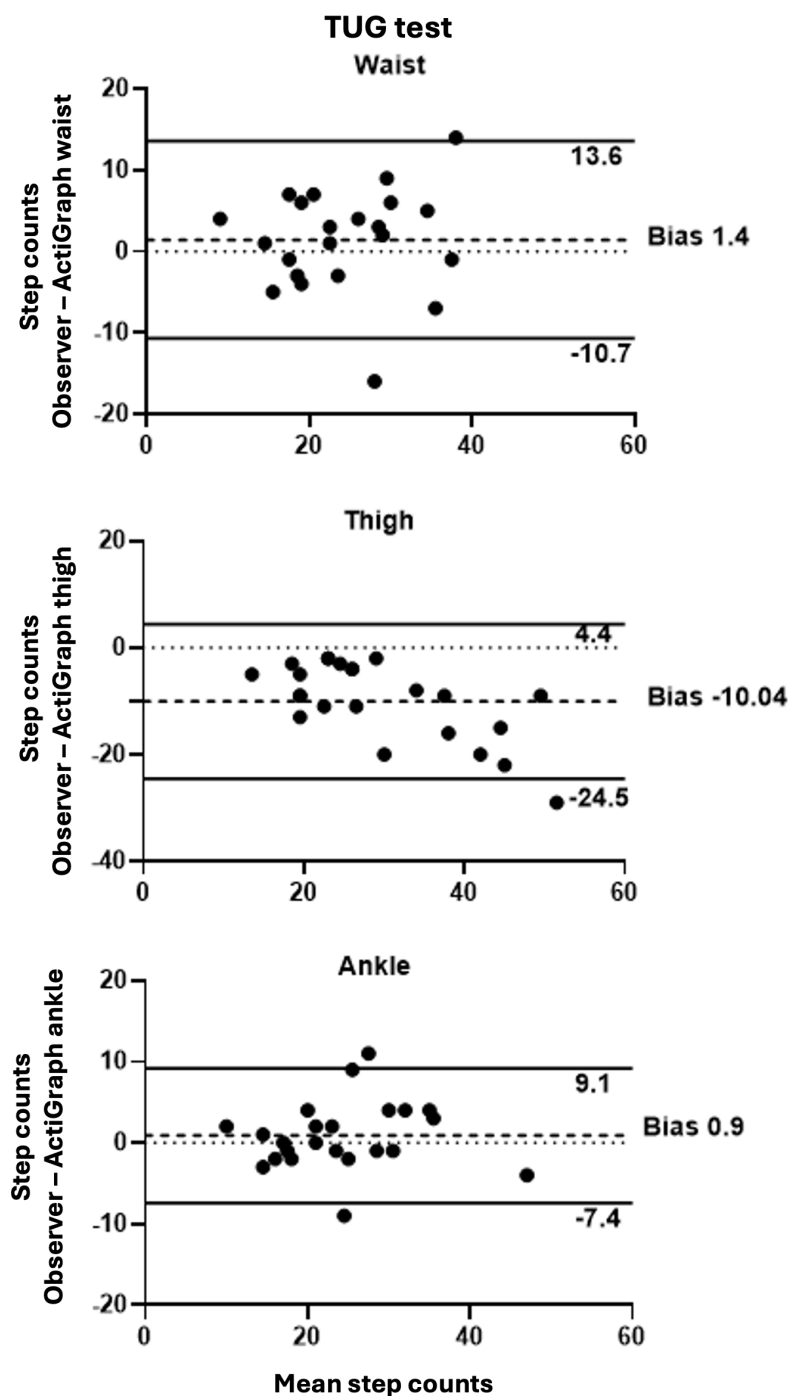 TUG test
Waist
Step counts
Observer – ActiGraph waist
20
10
0
-10
-20
13.6
Bias 1.4
-10.7
0
20
40
60
Thigh
Step counts
Observer – ActiGraph thigh
20
0
-20
-40
4.4
Bias -10.04
-24.5
0
20
40
60
Ankle
Step counts
Observer – ActiGraph ankle
20
10
0
-10
-20
9.1
Bias 0.9
-7.4
0
20
40
60
Mean step counts